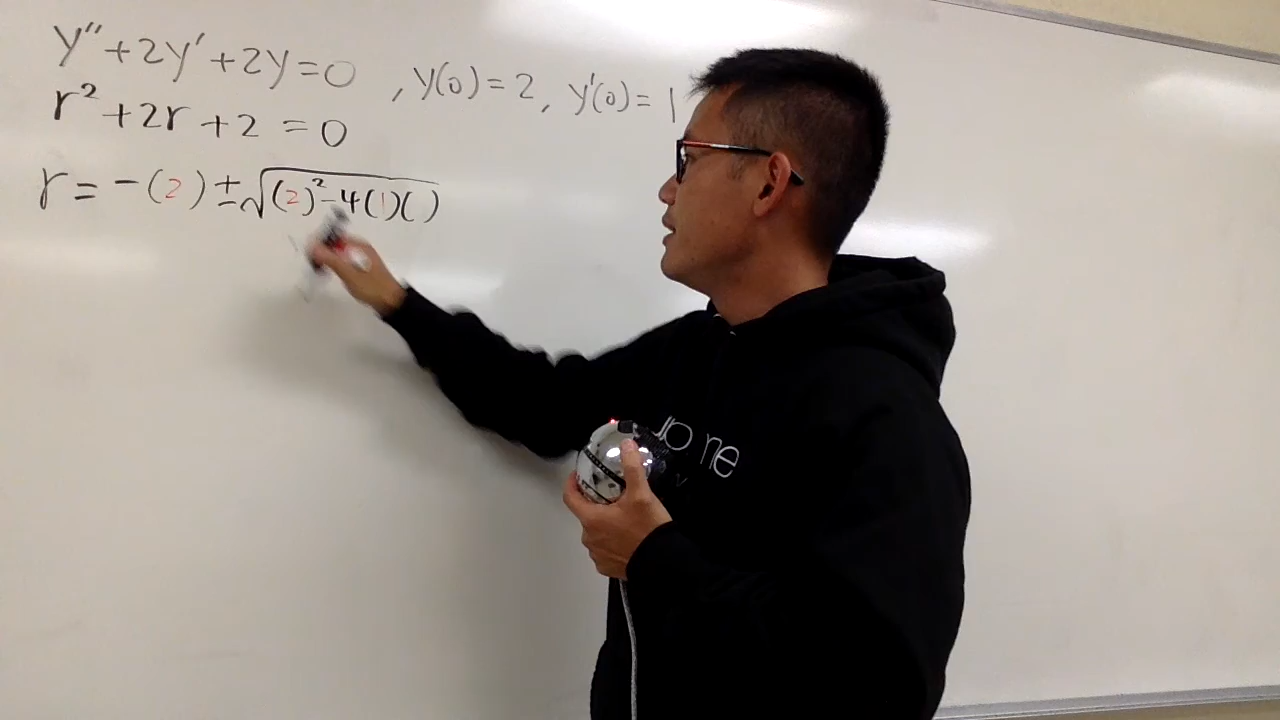 y'' + 2y' + 2y = 0 , y(0) = 2, y'(0) = 1
r² + 2r + 2 = 0
r = -(2) ± √((2)² - 4(1)( ))